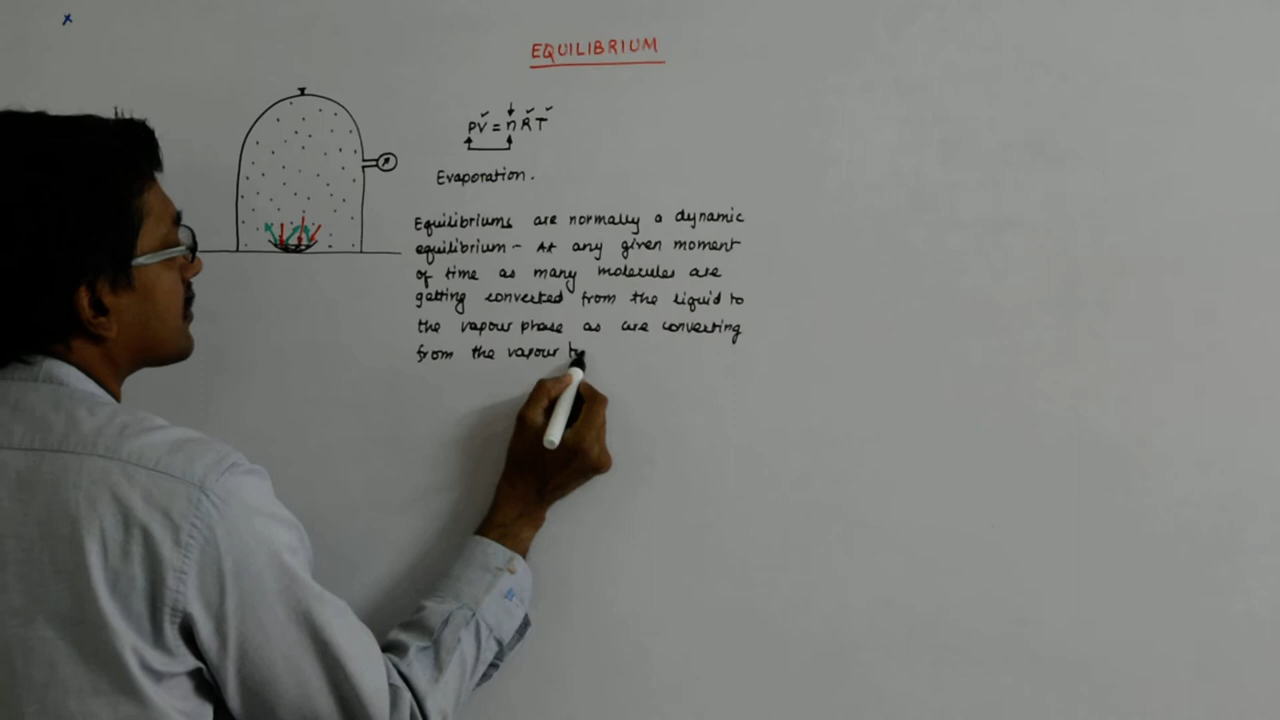 EQUILIBRIUM
PV = nRT
Evaporation.
Equilibriums are normally a dynamic
equilibrium - At any given moment
of time as many molecules are
getting converted from the liquid to
the vapour phase as are converting
from the vapour